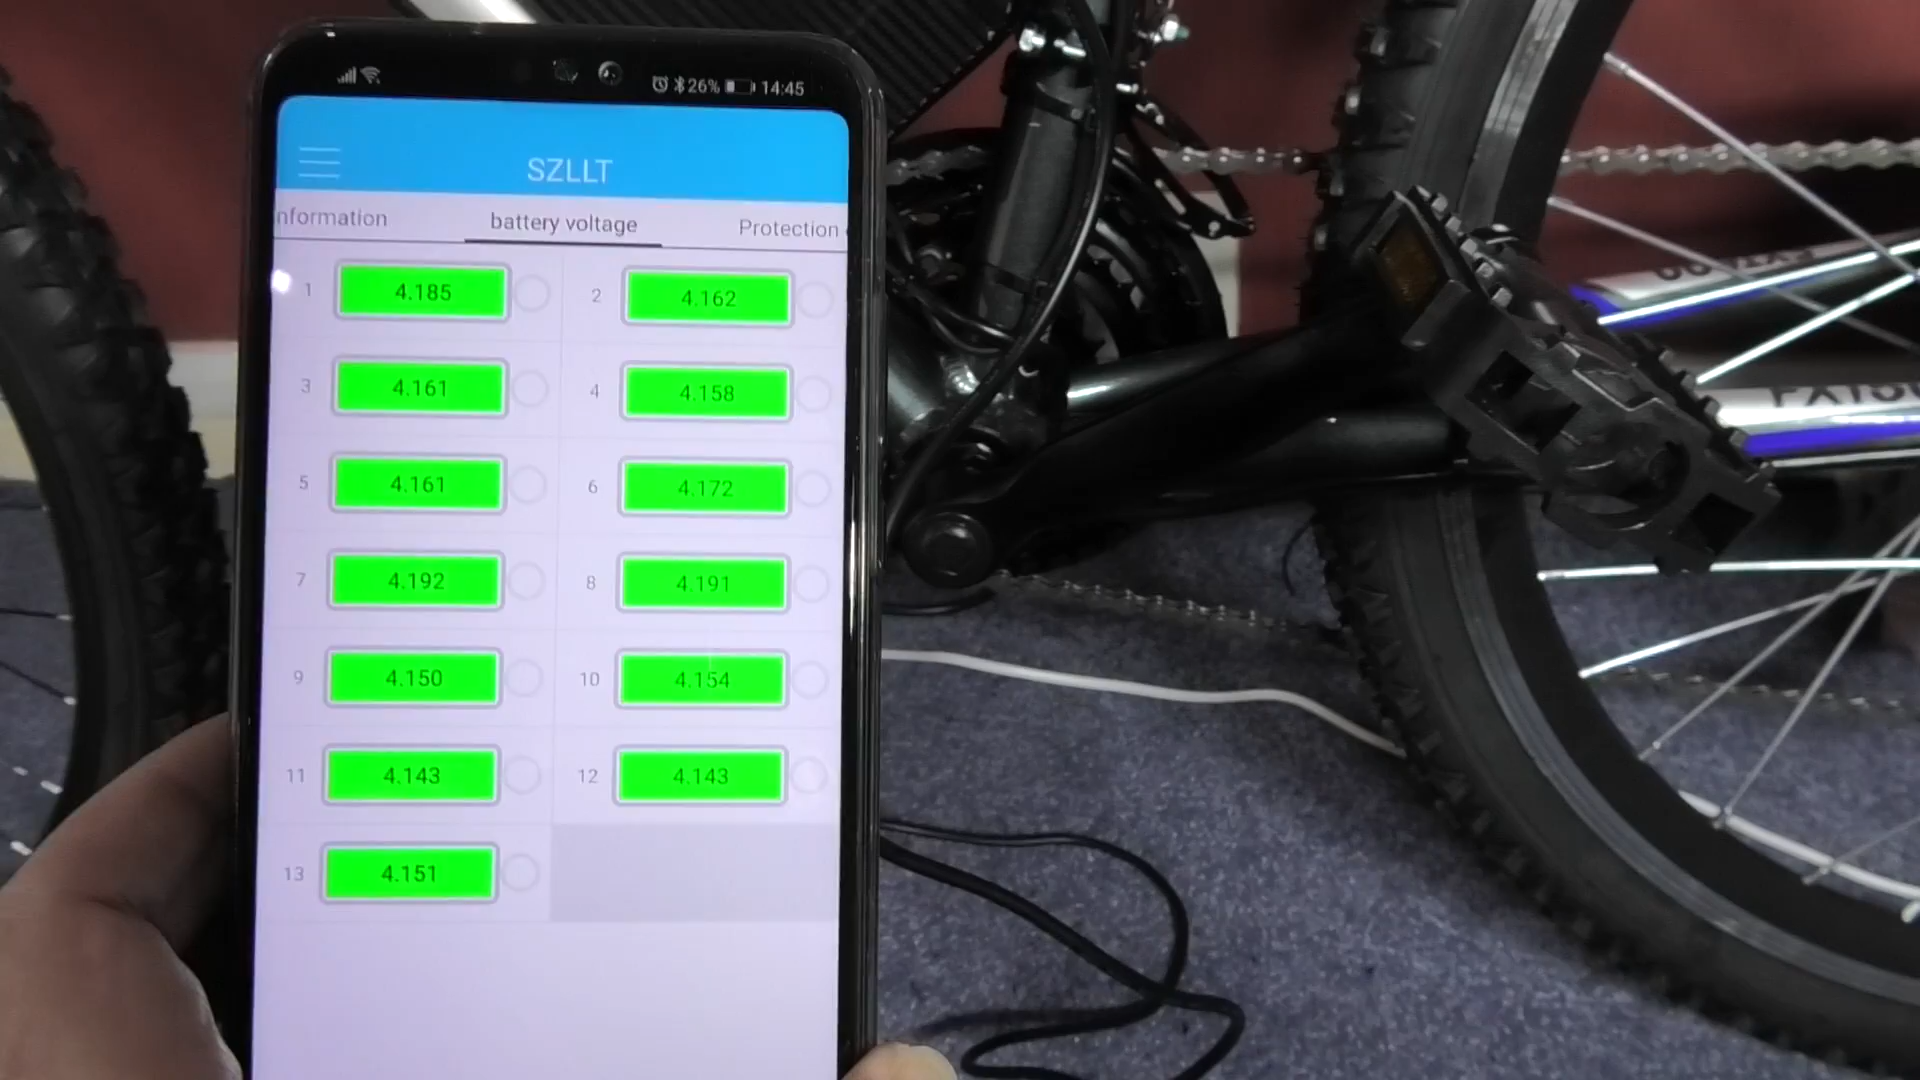 26% 14:45
SZLLT
nformation battery voltage Protection
1 4.185 2 4.162
3 4.161 4 4.158
5 4.161 6 4.172
7 4.192 8 4.191
9 4.150 10 4.154
11 4.143 12 4.143
13 4.151